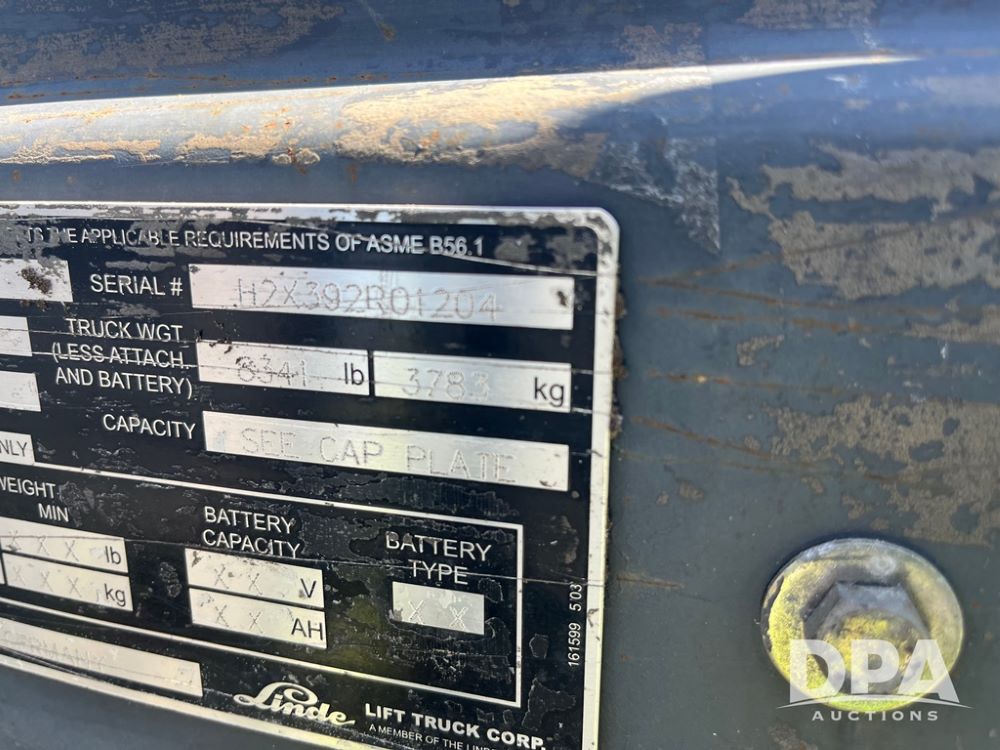 THE APPLICABLE REQUIREMENTS OF ASME B56.1
SERIAL # H2X392R01204
TRUCK WGT
(LESS ATTACH.
AND BATTERY)
8341 lb 3783 kg
CAPACITY SEE CAP PLATE
NLY
WEIGHT
MIN
X X X lb
X X X kg
BATTERY
CAPACITY
X X V
X X AH
BATTERY
TYPE
X X
161599 5 03
GERMANY
Linde LIFT TRUCK CORP.
A MEMBER OF THE LINDE
DPA
AUCTIONS